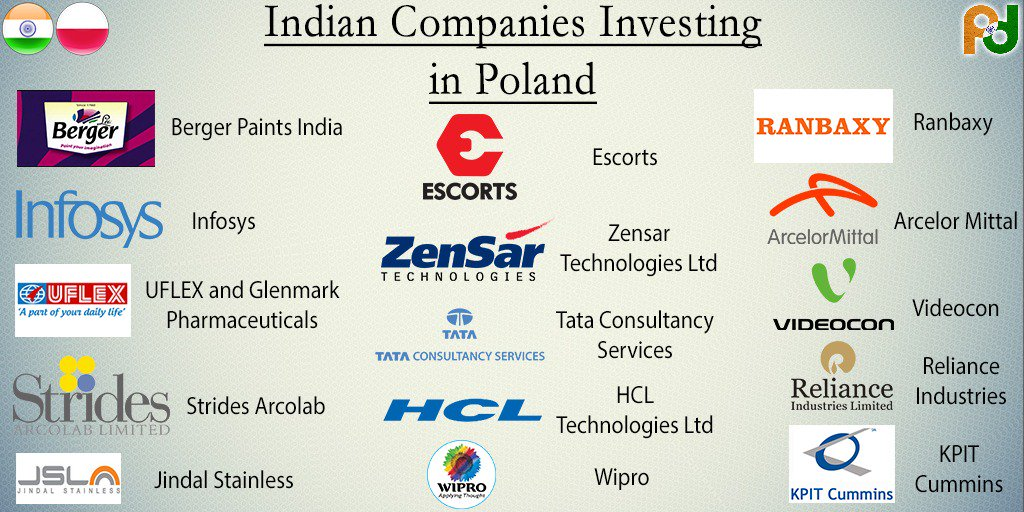 Indian Companies Investing
in Poland
Since 1760
Lewis
Berger
Paint your imagination
Berger Paints India
Infosys
Infosys
UFLEX
'A part of your daily life'
UFLEX and Glenmark
Pharmaceuticals
Strides
ARCOLAB LIMITED
Strides Arcolab
JSL
JINDAL STAINLESS
Jindal Stainless
ESCORTS
Escorts
ZenSar
TECHNOLOGIES
Zensar
Technologies Ltd
TATA
TATA CONSULTANCY SERVICES
Tata Consultancy
Services
HCL
HCL
Technologies Ltd
WIPRO
Applying Thought
Wipro
RANBAXY
Ranbaxy
ArcelorMittal
Arcelor Mittal
VIDEOCON
Videocon
Reliance
Industries Limited
Reliance
Industries
KPIT Cummins
KPIT
Cummins